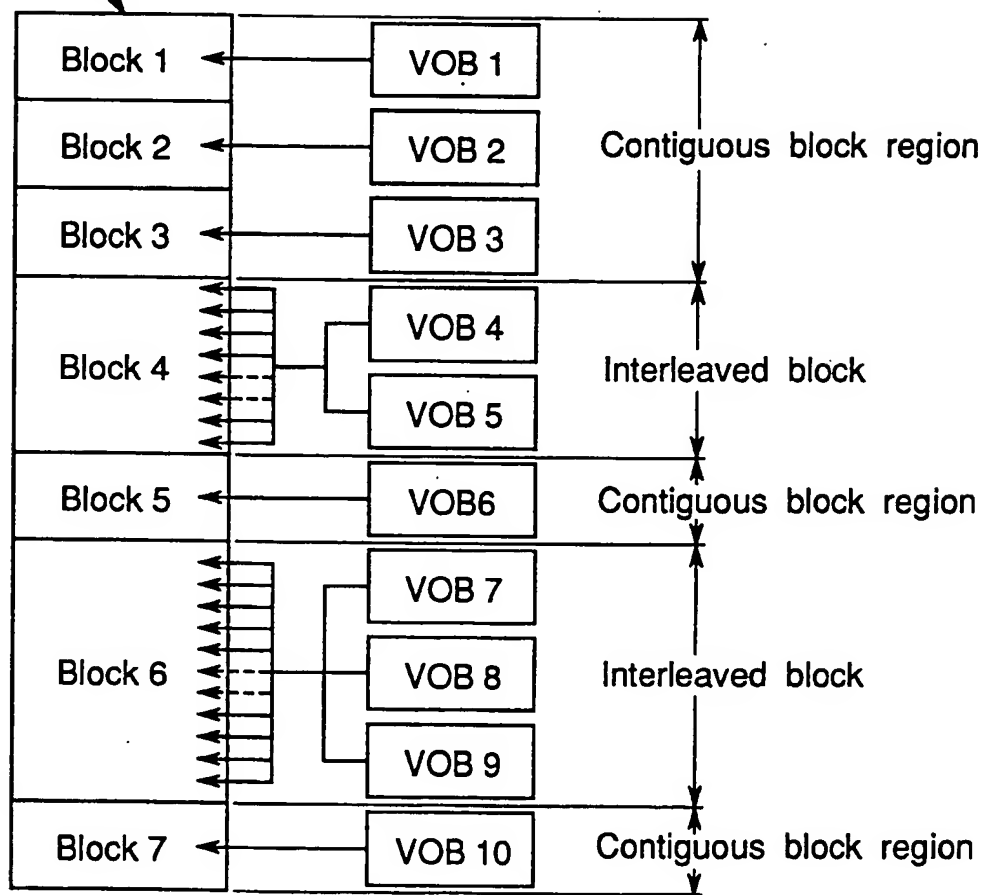 Block 1
VOB 1
Block 2
VOB 2
Contiguous block region
Block 3
VOB 3
VOB 4
Block 4
Interleaved block
VOB 5
Block 5
VOB6
Contiguous block region
VOB 7
Block 6
VOB 8
Interleaved block
VOB 9
Block 7
VOB 10
Contiguous block region